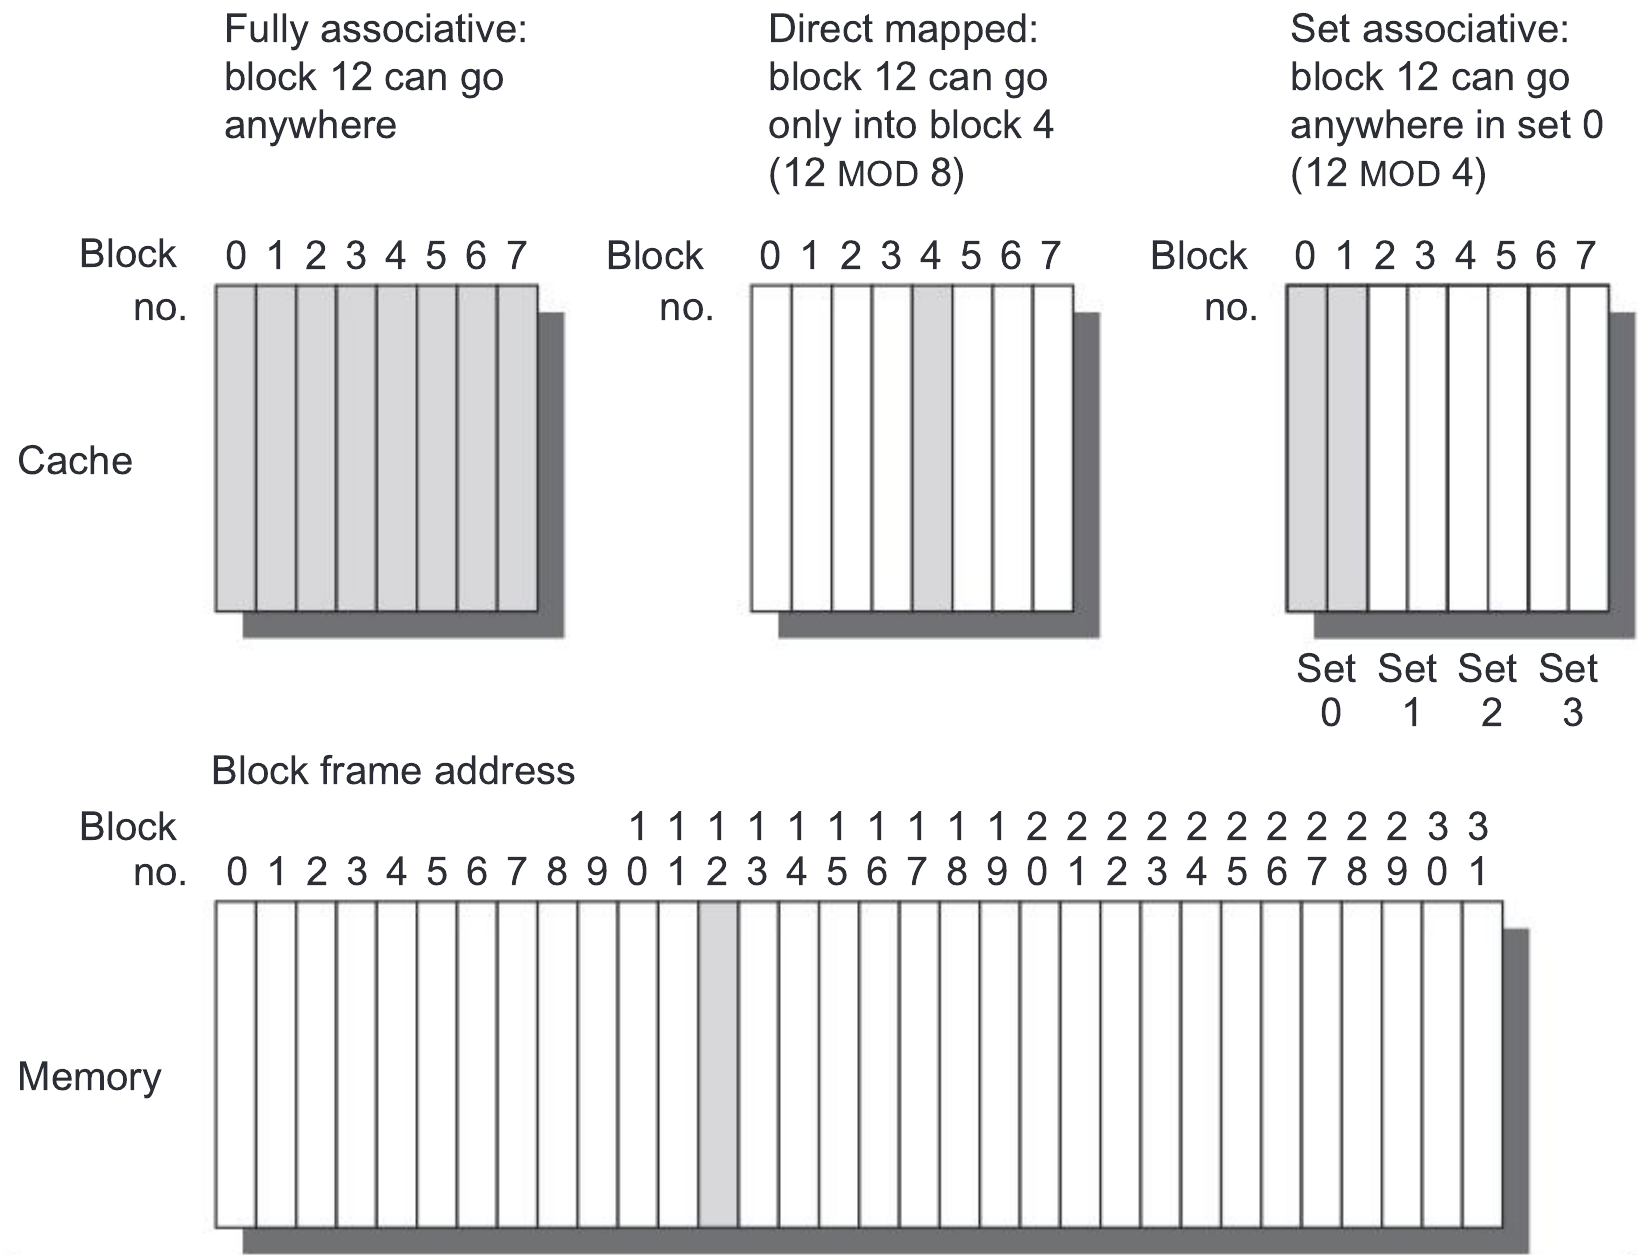 Fully associative:
block 12 can go
anywhere
Direct mapped:
block 12 can go
only into block 4
(12 MOD 8)
Set associative:
block 12 can go
anywhere in set 0
(12 MOD 4)
Block 0 1 2 3 4 5 6 7
no.
Block 0 1 2 3 4 5 6 7
no.
Block 0 1 2 3 4 5 6 7
no.
Cache
Set Set Set Set
0 1 2 3
Block frame address
Block 1 1 1 1 1 1 1 1 1 1 2 2 2 2 2 2 2 2 2 2 3 3
no. 0 1 2 3 4 5 6 7 8 9 0 1 2 3 4 5 6 7 8 9 0 1 2 3 4 5 6 7 8 9 0 1
Memory